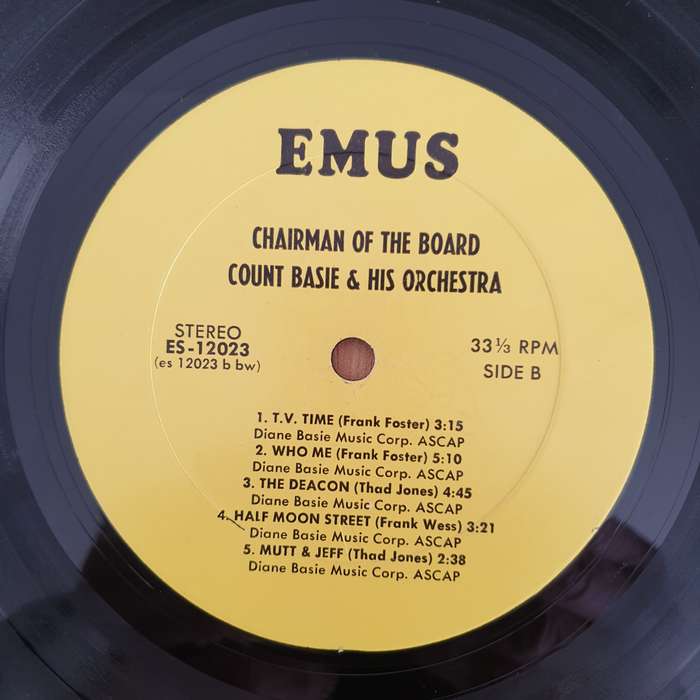 EMUS
CHAIRMAN OF THE BOARD
COUNT BASIE & HIS ORCHESTRA
STEREO
ES-12023
(es 12023 b bw)
33 ⅓ RPM
SIDE B
1. T.V. TIME (Frank Foster) 3:15
Diane Basie Music Corp. ASCAP
2. WHO ME (Frank Foster) 5:10
Diane Basie Music Corp. ASCAP
3. THE DEACON (Thad Jones) 4:45
Diane Basie Music Corp. ASCAP
4. HALF MOON STREET (Frank Wess) 3:21
Diane Basie Music Corp. ASCAP
5. MUTT & JEFF (Thad Jones) 2:38
Diane Basie Music Corp. ASCAP